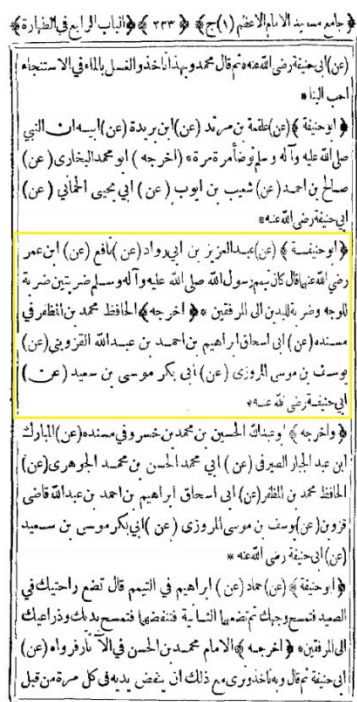 ﴿ جامع مسانيد الامام الاعظم (١)ج ﴾ ﴿ ٢٣٣ ﴾ ﴿ الباب الرابع في الطهارة ﴾
(عن) ابي حنيفة رضي الله عنه ثم قال محمد وبهذا نأخذ والغسل بالماء في الاستنجاء
احب الينا *
﴿ ابو حنيفة ﴾ (عن) علقمة بن مرثد (عن) ابن بريدة (عن) ابيه ان النبي
صلى الله عليه وآله وسلم توضأ مرة مرة * (اخرجه) ابو محمد البخاري (عن)
صالح بن احمد (عن) شعيب بن ايوب (عن) ابي يحيى الحماني (عن)
ابي حنيفة رضي الله عنه *
﴿ ابو حنيفة ﴾ (عن) عبد العزيز بن ابي رواد (عن) نافع (عن) ابن عمر
رضي الله عنهما قال كان تيمم رسول الله صلى الله عليه وآله وسلم ضربتين ضربة
للوجه وضربة لليدين الى المرفقين * ﴿ اخرجه ﴾ الحافظ محمد بن المظفر في
مسنده (عن) ابي اسحاق ابراهيم بن احمد بن عبد الله القزويني (عن)
يوسف بن موسى المروزي (عن) أبي بكر موسى بن سعيد (عن)
ابي حنيفة رضي الله عنه *
﴿ واخرجه ﴾ ابو عبد الله الحسين بن محمد بن خسرو في مسنده (عن) المبارك
ابن عبد الجبار الصيرفي (عن) ابي محمد الحسن بن محمد الجوهري (عن)
الحافظ محمد بن المظفر (عن) ابي اسحاق ابراهيم بن احمد بن عبد الله قاضى
قزوين (عن) يوسف بن موسى المروزي (عن) ابي بكر موسى بن سعيد
(عن) ابي حنيفة رضي الله عنه *
﴿ ابو حنيفة ﴾ (عن) حماد (عن) ابراهيم في التيمم قال تضع راحتيك في
الصعيد فتمسح وجهك ثم تضعهما الثانية فتنفضهما فتمسح يديك وذراعيك
الى المرفقين * ﴿ اخرجه ﴾ الامام محمد بن الحسن في الآثار فرواه (عن)
ابي حنيفة ثم قال وبه نأخذ ونرى مع ذلك ان ينفض يديه في كل مرة من قبل